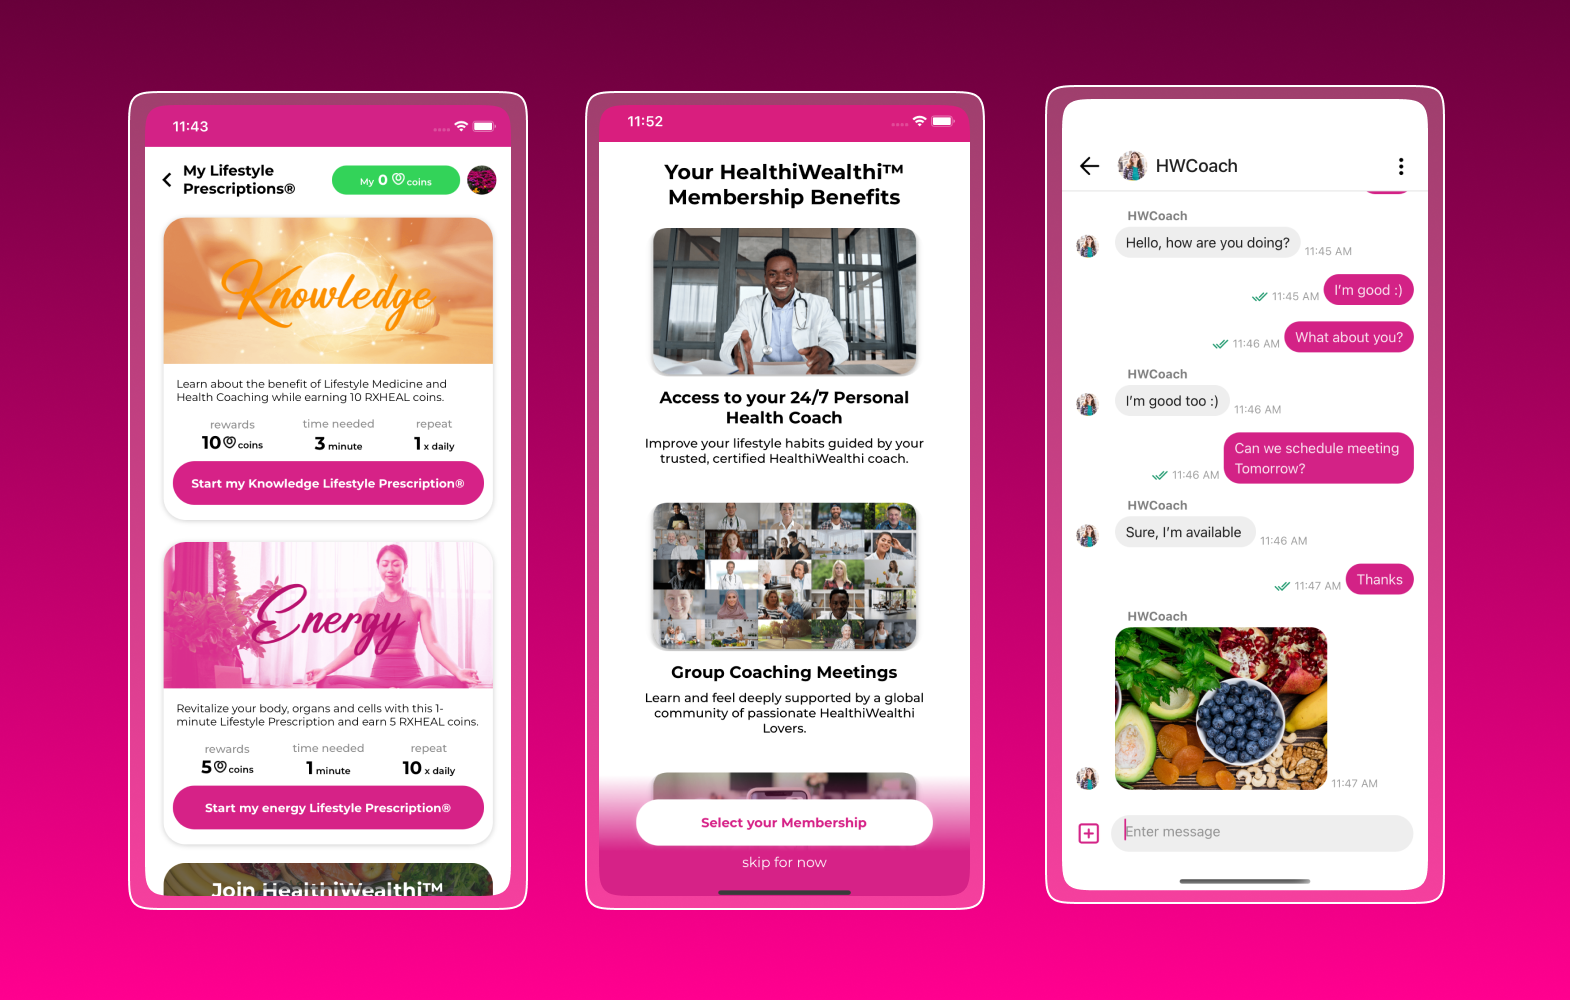 11:43
My Lifestyle
Prescriptions®
My 0 coins
Knowledge
Learn about the benefit of Lifestyle Medicine and
Health Coaching while earning 10 RXHEAL coins.
rewards time needed repeat
10 coins 3 minute 1 x daily
Start my Knowledge Lifestyle Prescription®
Energy
Revitalize your body, organs and cells with this 1-
minute Lifestyle Prescription and earn 5 RXHEAL coins.
rewards time needed repeat
5 coins 1 minute 10 x daily
Start my energy Lifestyle Prescription®
Join HealthiWealthi™
11:52
Your HealthiWealthi™
Membership Benefits
Access to your 24/7 Personal
Health Coach
Improve your lifestyle habits guided by your
trusted, certified HealthiWealthi coach.
Group Coaching Meetings
Learn and feel deeply supported by a global
community of passionate HealthiWealthi
Lovers.
Select your Membership
skip for now
HWCoach
HWCoach
Hello, how are you doing?
11:45 AM
11:45 AM I'm good :)
11:46 AM What about you?
HWCoach
I'm good too :)
11:46 AM
Can we schedule meeting
11:46 AM Tomorrow?
HWCoach
Sure, I'm available
11:46 AM
11:47 AM Thanks
HWCoach
11:47 AM
Enter message